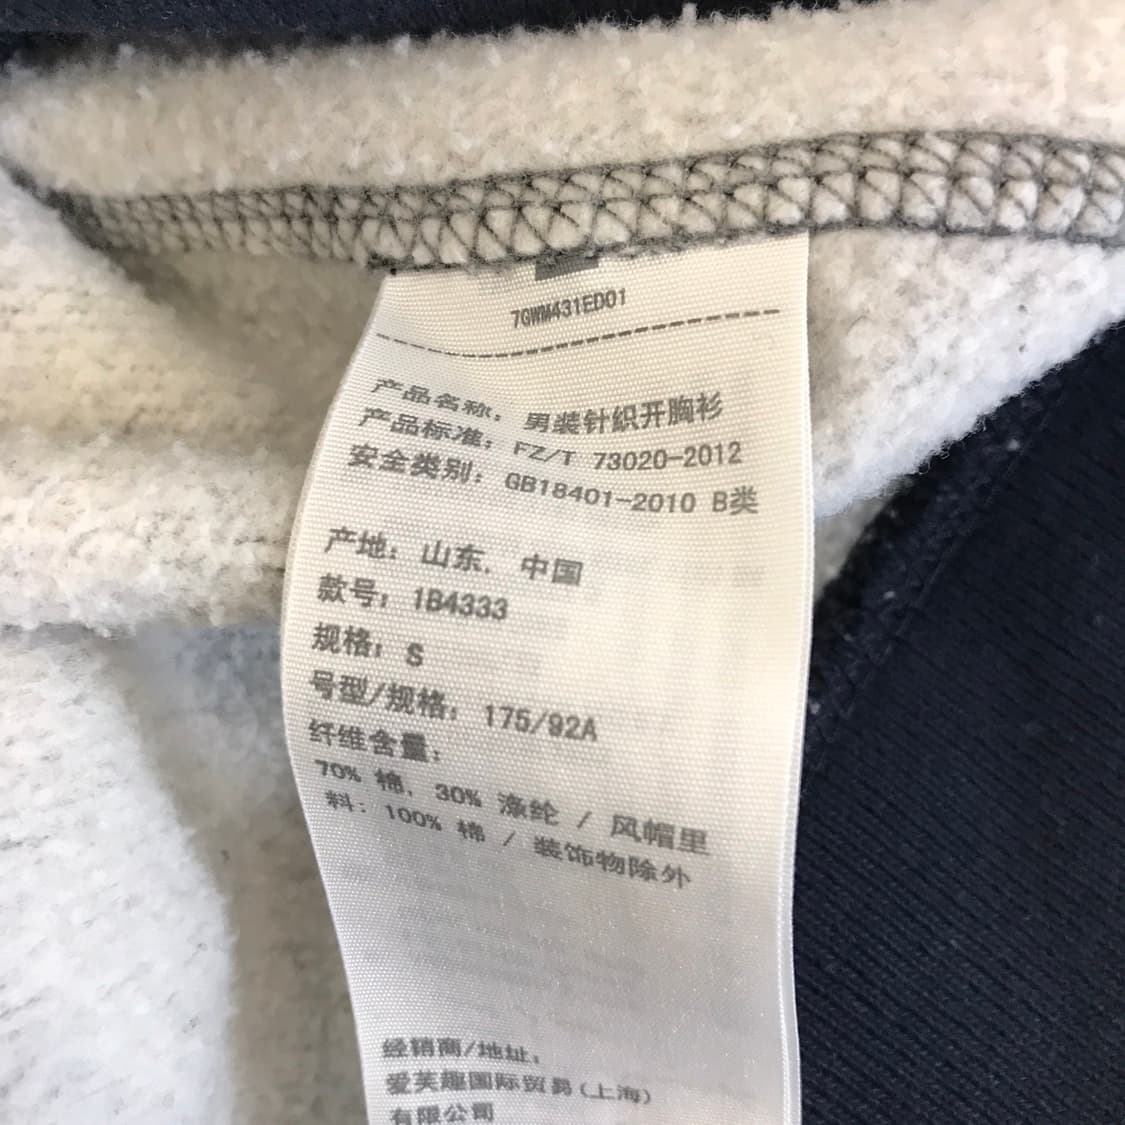 7GWM431ED01
产品名称：男装针织开胸衫
产品标准：FZ/T 73020-2012
安全类别：GB18401-2010 B类
产地：山东，中国
款号：1B4333
规格：S
号型/规格：175/92A
纤维含量：
70% 棉，30% 涤纶 / 风帽里
料：100% 棉 / 装饰物除外
经销商/地址：
爱芙趣国际贸易(上海)
有限公司